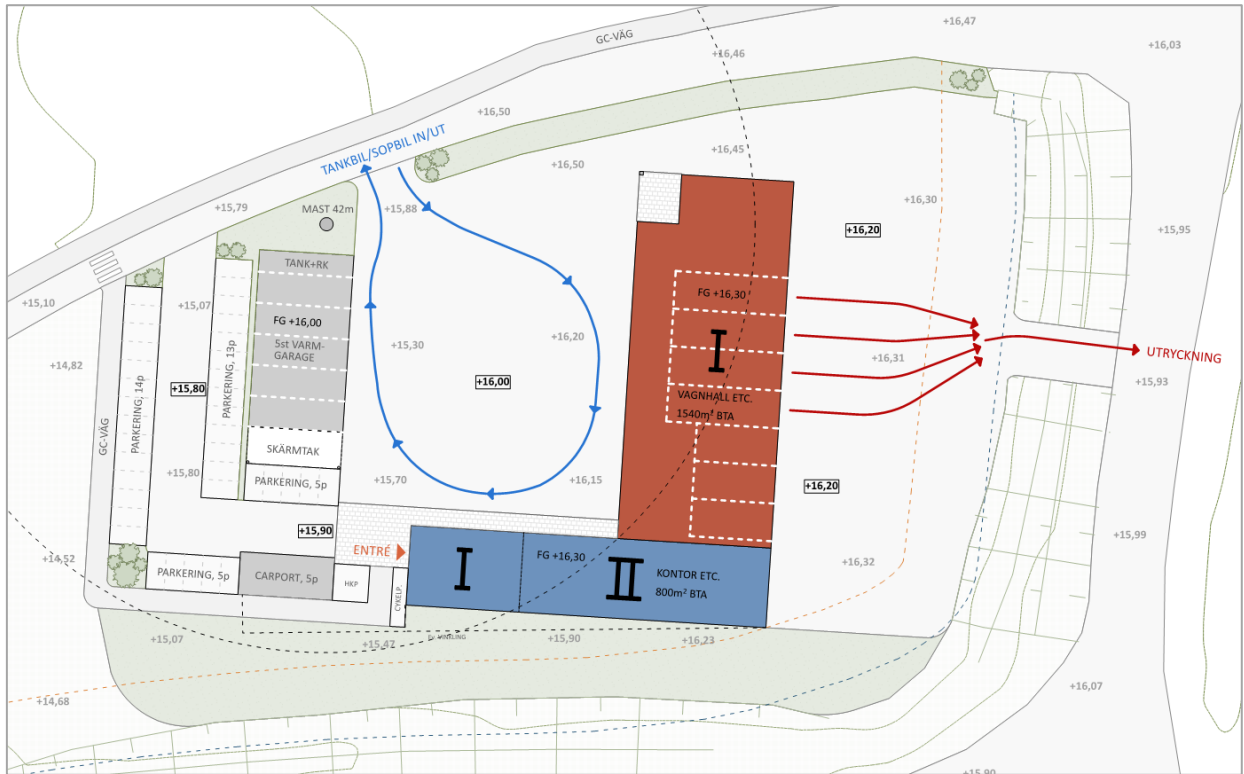 +16,47
GC-VÄG
+16,03
+16,46
+16,50
TANKBIL/SOPBIL IN/UT
+16,45
+16,50
+16,30
+15,79
MAST 42m
+15,88
+16,20
+15,95
TANK+RK
FG +16,30
+15,10
+15,07
FG +16,00
5st VARM-
GARAGE
+15,30
+16,20
I
+16,31
UTRYCKNING
+14,82
+15,93
PARKERING, 14p
+15,80
PARKERING, 13p
+16,00
VAGNHALL ETC.
1540m² BTA
GC-VÄG
SKÄRMTAK
+15,80
PARKERING, 5p
+15,70
+16,15
+16,20
+15,90
+15,99
ENTRÉ
+14,52
FG +16,30
+16,32
PARKERING, 5p
CARPORT, 5p
HKP
CYKELP.
I
II
KONTOR ETC.
800m² BTA
+15,07
+15,47
+15,90
+16,23
+14,68
+16,07
+15,90